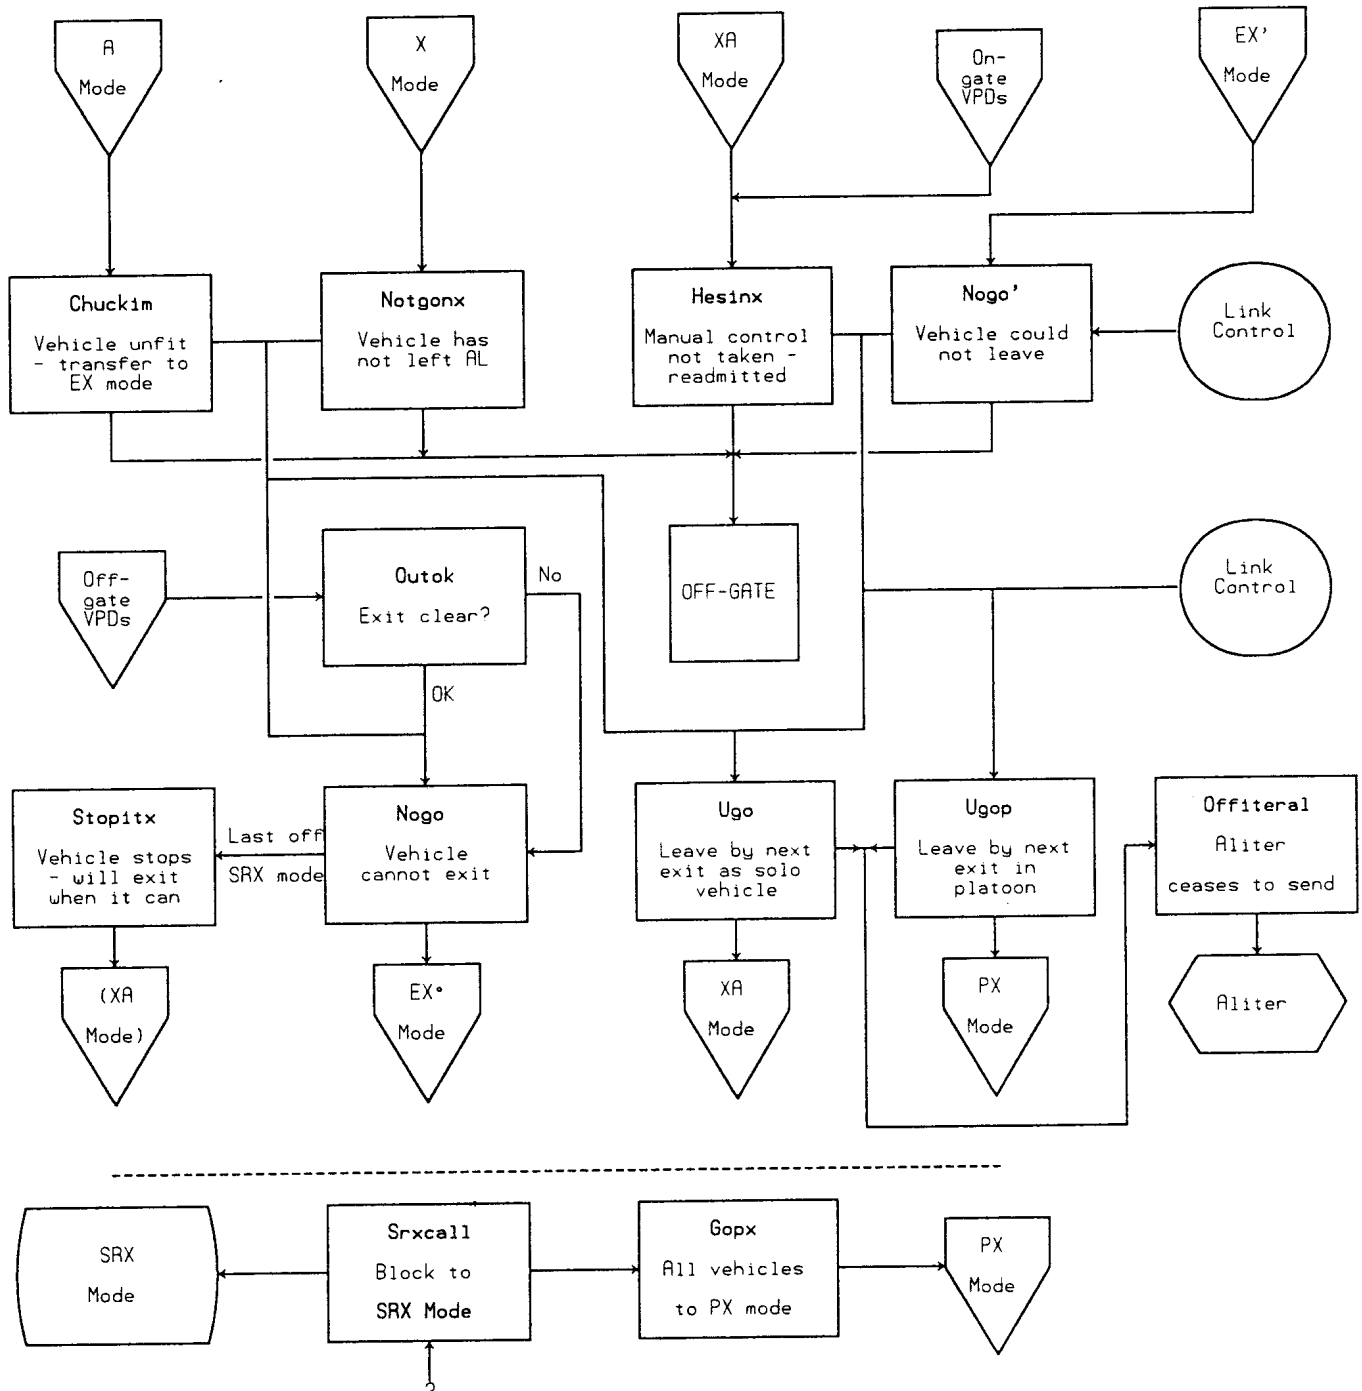 A
Mode
X
Mode
XA
Mode
On-
gate
VPDs
EX'
Mode
Chuckim
Vehicle unfit
- transfer to
EX mode
Notgonx
Vehicle has
not left AL
Hesinx
Manual control
not taken -
readmitted
Nogo'
Vehicle could
not leave
Link
Control
Off-
gate
VPDs
Outok
Exit clear?
No
OK
OFF-GATE
Link
Control
Stopitx
Vehicle stops
- will exit
when it can
Last off
SRX mode
Nogo
Vehicle
cannot exit
Ugo
Leave by next
exit as solo
vehicle
Ugop
Leave by next
exit in
platoon
Offiteral
Aliter
ceases to send
(XA
Mode)
EX°
Mode
XA
Mode
PX
Mode
Aliter
SRX
Mode
Srxcall
Block to
SRX Mode
Gopx
All vehicles
to PX mode
PX
Mode